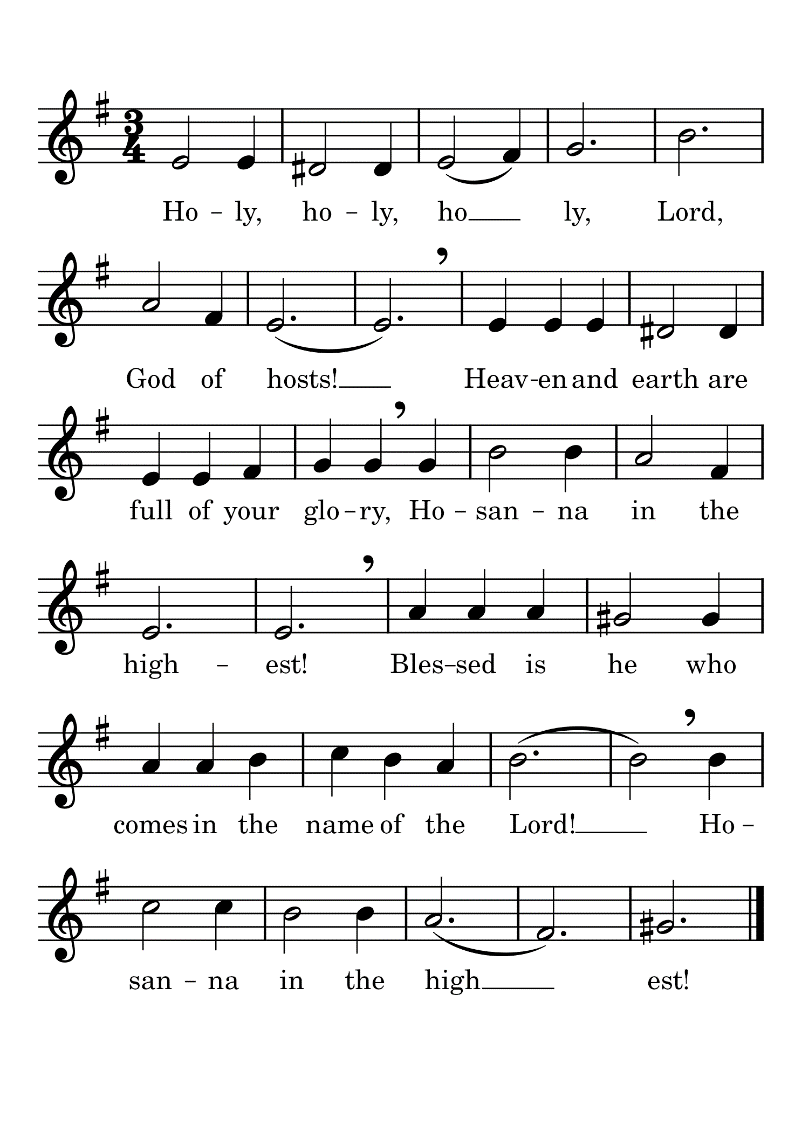 3
4
Ho – ly, ho – ly, ho ly, Lord,
God of hosts! Heav-en and earth are
full of your glo–ry, Ho – san – na in the
high – est! Bles–sed is he who
comes in the name of the Lord! Ho –
san – na in the high est!